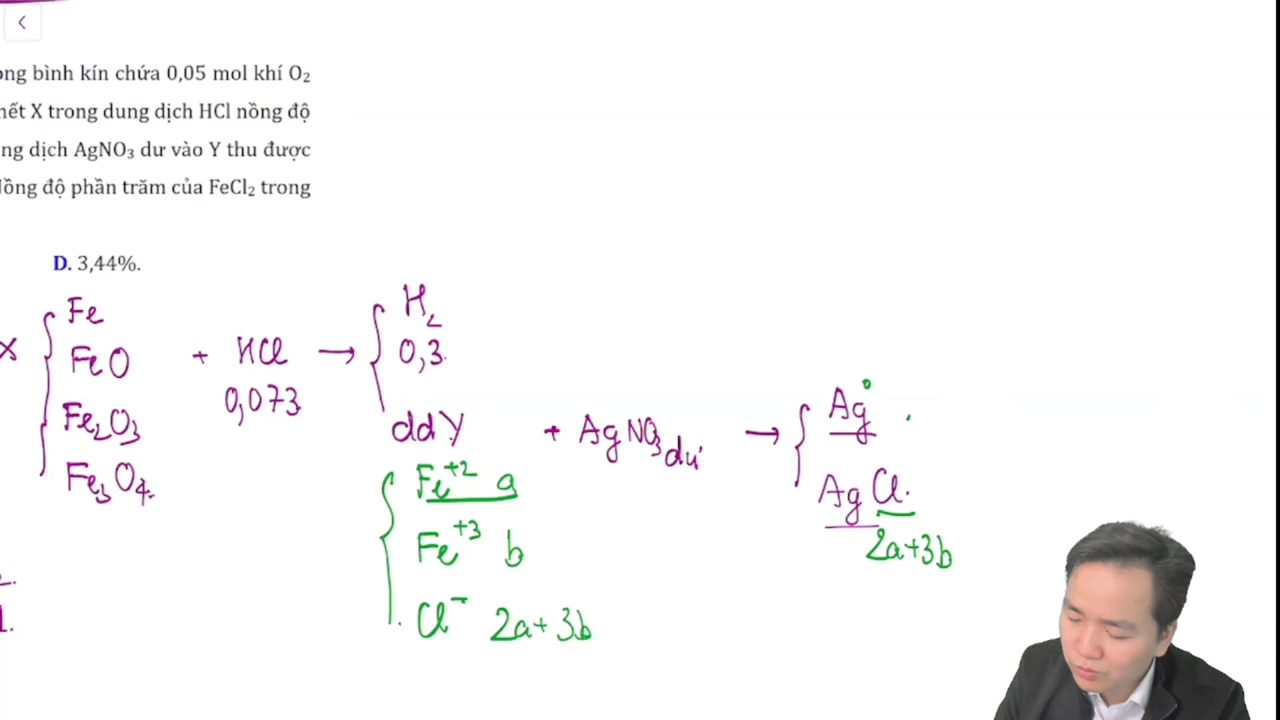 ong bình kín chứa 0,05 mol khí O₂
hết X trong dung dịch HCl nồng độ
ng dịch AgNO₃ dư vào Y thu được
Nồng độ phần trăm của FeCl₂ trong
D. 3,44%.
X { Fe
FeO
Fe₂O₃
Fe₃O₄
+ HCl
0,073
→ { H₂
0,3
ddY
+ AgNO₃ dư
→ { Ag⁰
AgCl
2a+3b
{ Fe⁺² a
Fe⁺³ b
Cl⁻ 2a+3b